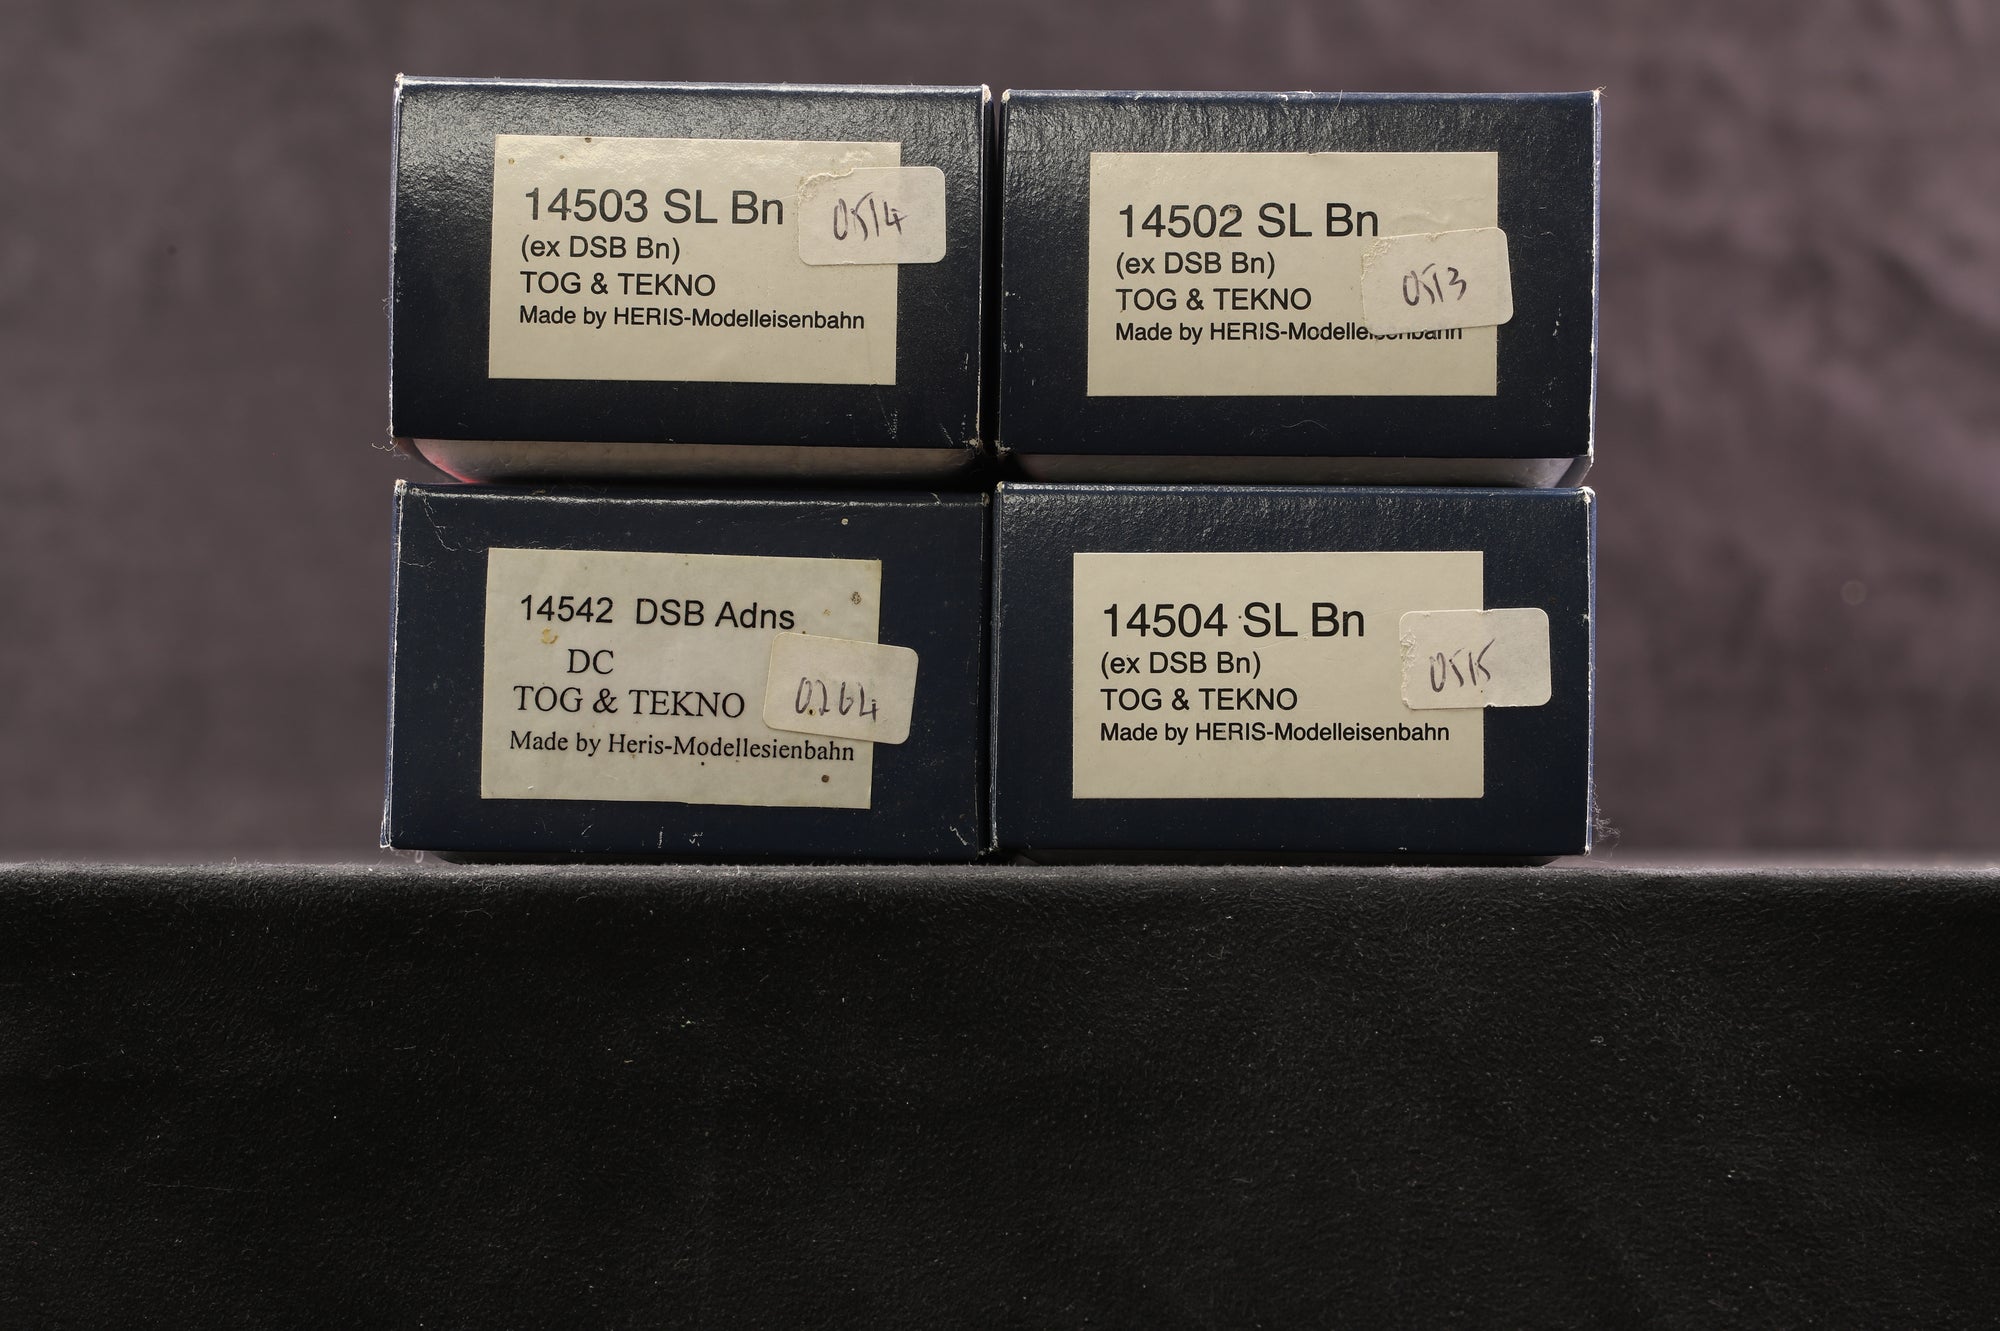 14503 SL Bn
(ex DSB Bn)
TOG & TEKNO
Made by HERIS-Modelleisenbahn
0514
14502 SL Bn
(ex DSB Bn)
TOG & TEKNO
Made by HERIS-Modelleisenbahn
0513
14542 DSB Adns
DC
TOG & TEKNO
Made by Heris-Modellesienbahn
0264
14504 SL Bn
(ex DSB Bn)
TOG & TEKNO
Made by HERIS-Modelleisenbahn
0515